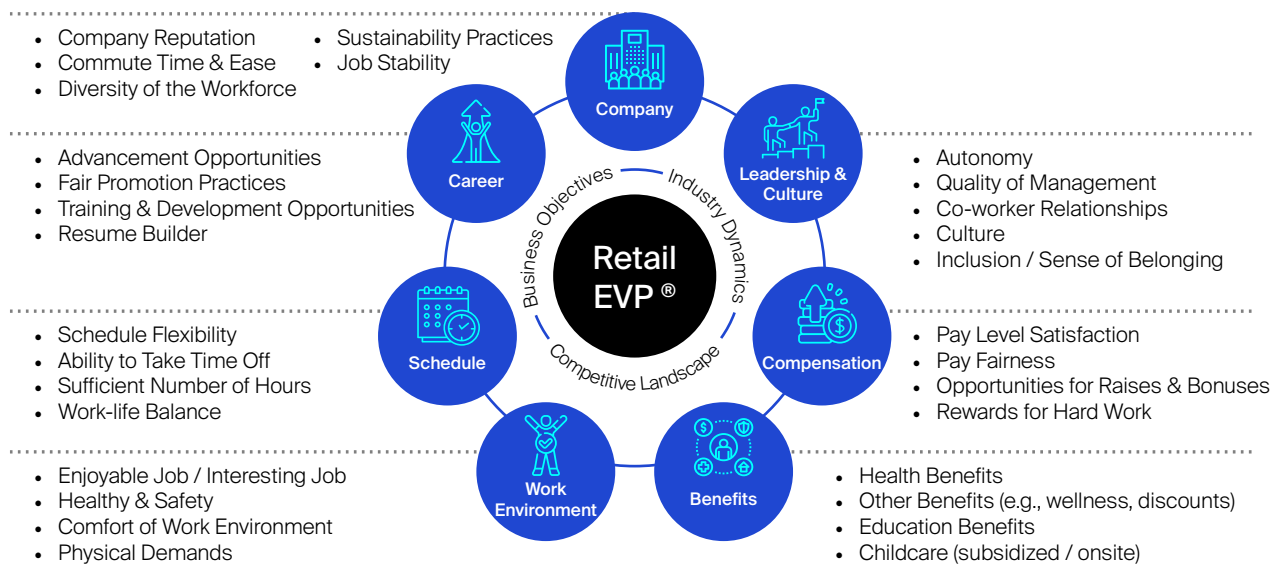 • Company Reputation
• Commute Time & Ease
• Diversity of the Workforce
• Sustainability Practices
• Job Stability
Company
Career
• Advancement Opportunities
• Fair Promotion Practices
• Training & Development Opportunities
• Resume Builder
Leadership &
Culture
• Autonomy
• Quality of Management
• Co-worker Relationships
• Culture
• Inclusion / Sense of Belonging
Business Objectives
Industry Dynamics
Competitive Landscape
Retail
EVP ®
Schedule
• Schedule Flexibility
• Ability to Take Time Off
• Sufficient Number of Hours
• Work-life Balance
Compensation
• Pay Level Satisfaction
• Pay Fairness
• Opportunities for Raises & Bonuses
• Rewards for Hard Work
Work
Environment
• Enjoyable Job / Interesting Job
• Healthy & Safety
• Comfort of Work Environment
• Physical Demands
Benefits
• Health Benefits
• Other Benefits (e.g., wellness, discounts)
• Education Benefits
• Childcare (subsidized / onsite)